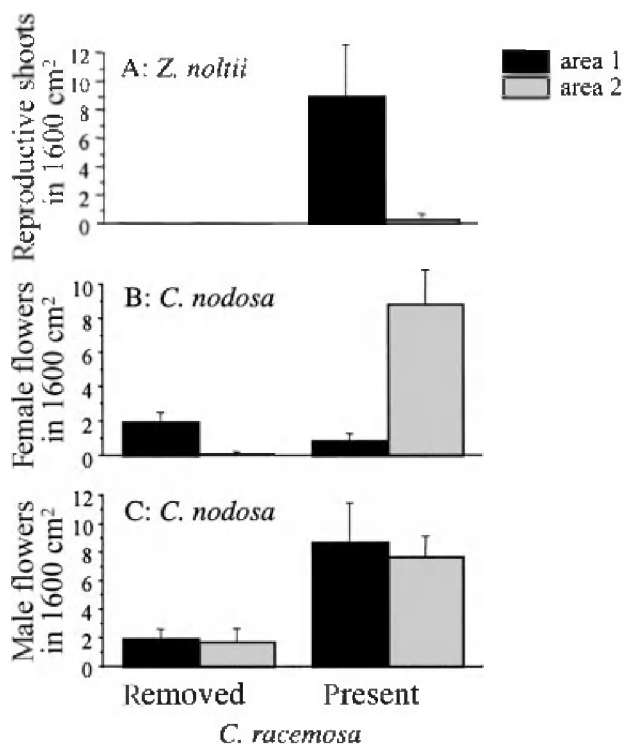 Reproductive shoots
in 1600 cm²
12
10
8
6
4
2
0
A: Z. noltii
area 1
area 2
Female flowers
in 1600 cm²
10
8
6
4
2
0
B: C. nodosa
Male flowers
in 1600 cm²
12
10
8
6
4
2
0
C: C. nodosa
Removed Present
C. racemosa